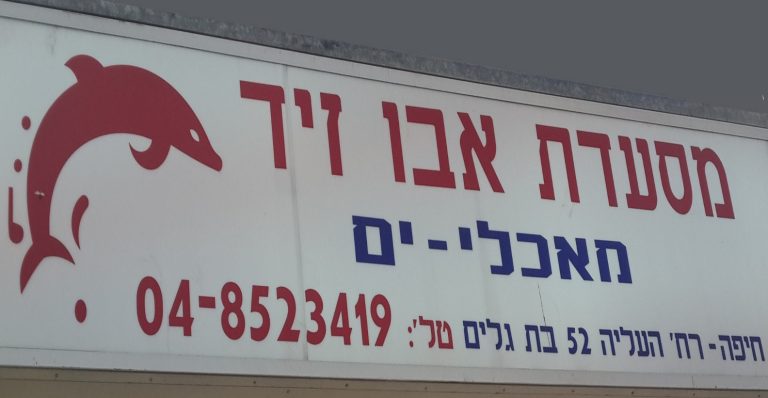 מסעדת אבו זיד
מאכלי-ים
חיפה- רח' העליה 52 בת גלים טל': 04-8523419